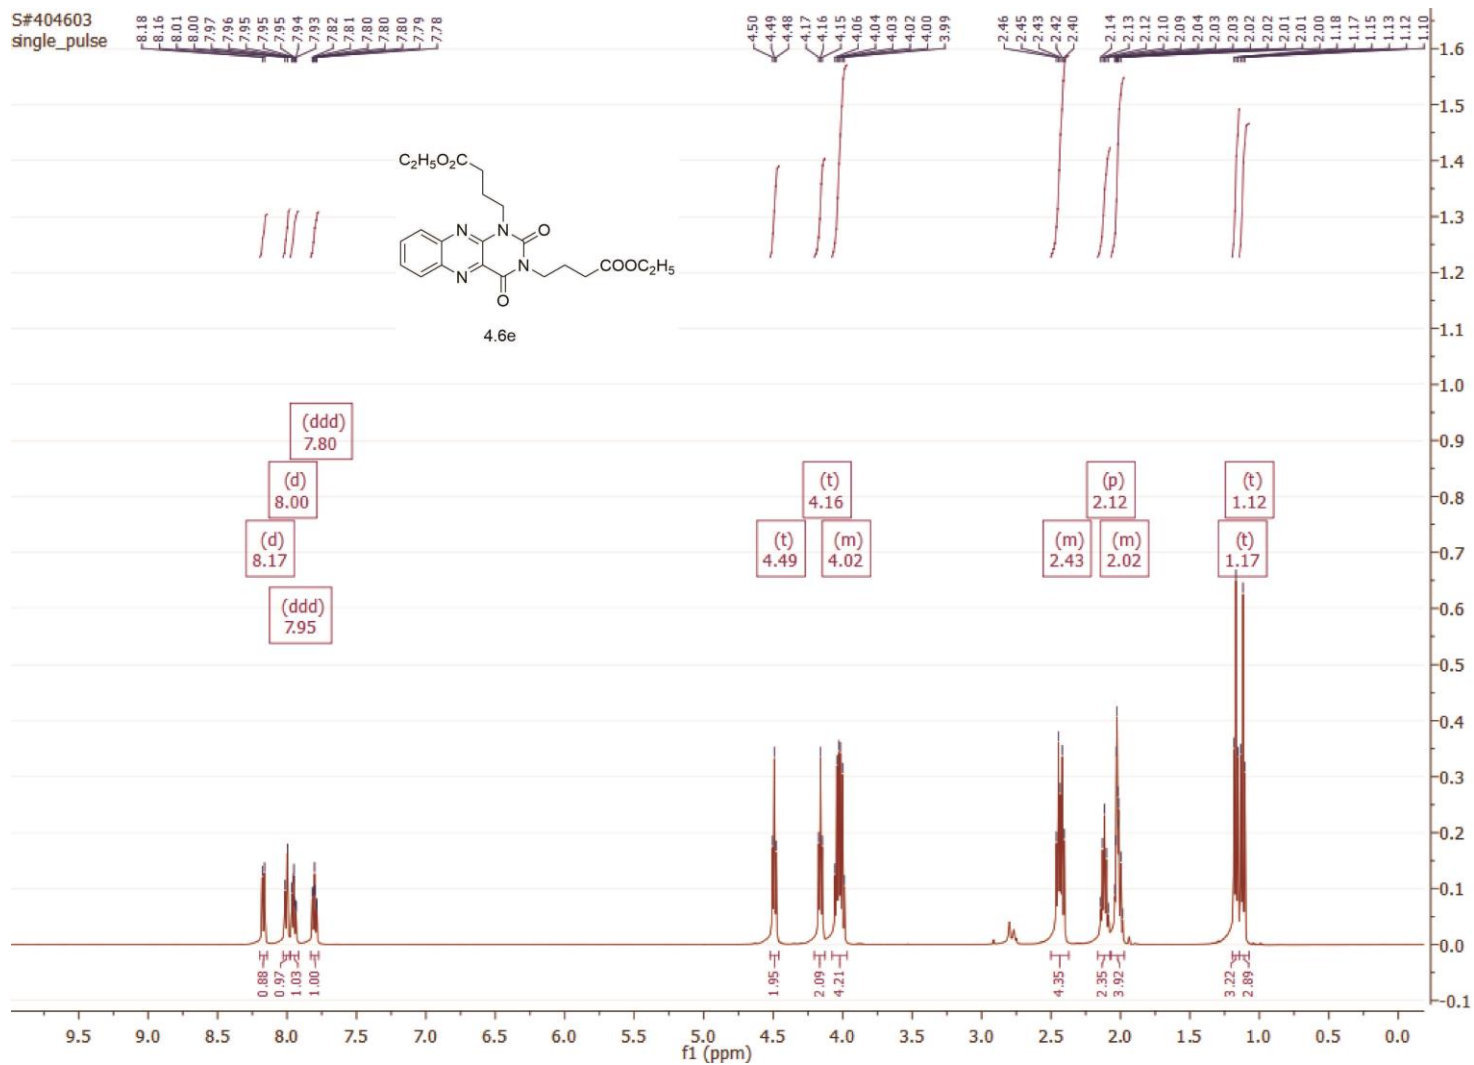 S#404603
single_pulse
8.18 8.16 8.01 8.00 7.97 7.96 7.95 7.95 7.95 7.94 7.93 7.82 7.81 7.80 7.80 7.80 7.79 7.78
4.50 4.49 4.48 4.17 4.16 4.15 4.06 4.04 4.03 4.02 4.00 3.99
2.46 2.45 2.43 2.42 2.40 2.14 2.13 2.12 2.10 2.09 2.04 2.03 2.03 2.02 2.02 2.01 2.01 2.00 1.18 1.17 1.15 1.13 1.12 1.10
C₂H₅O₂C
N
N
O
N
COOC₂H₅
N
O
4.6e
(ddd)
7.80
(d)
8.00
(d)
8.17
(ddd)
7.95
(t)
4.16
(t)
4.49
(m)
4.02
(p)
2.12
(m)
2.43
(m)
2.02
(t)
1.12
(t)
1.17
1.6
1.5
1.4
1.3
1.2
1.1
1.0
0.9
0.8
0.7
0.6
0.5
0.4
0.3
0.2
0.1
0.0
-0.1
0.88 0.97 1.03 1.00 1.95 2.09 4.21 4.35 2.35 3.92 3.22 2.89
9.5 9.0 8.5 8.0 7.5 7.0 6.5 6.0 5.5 5.0 4.5 4.0 3.5 3.0 2.5 2.0 1.5 1.0 0.5 0.0
f1 (ppm)